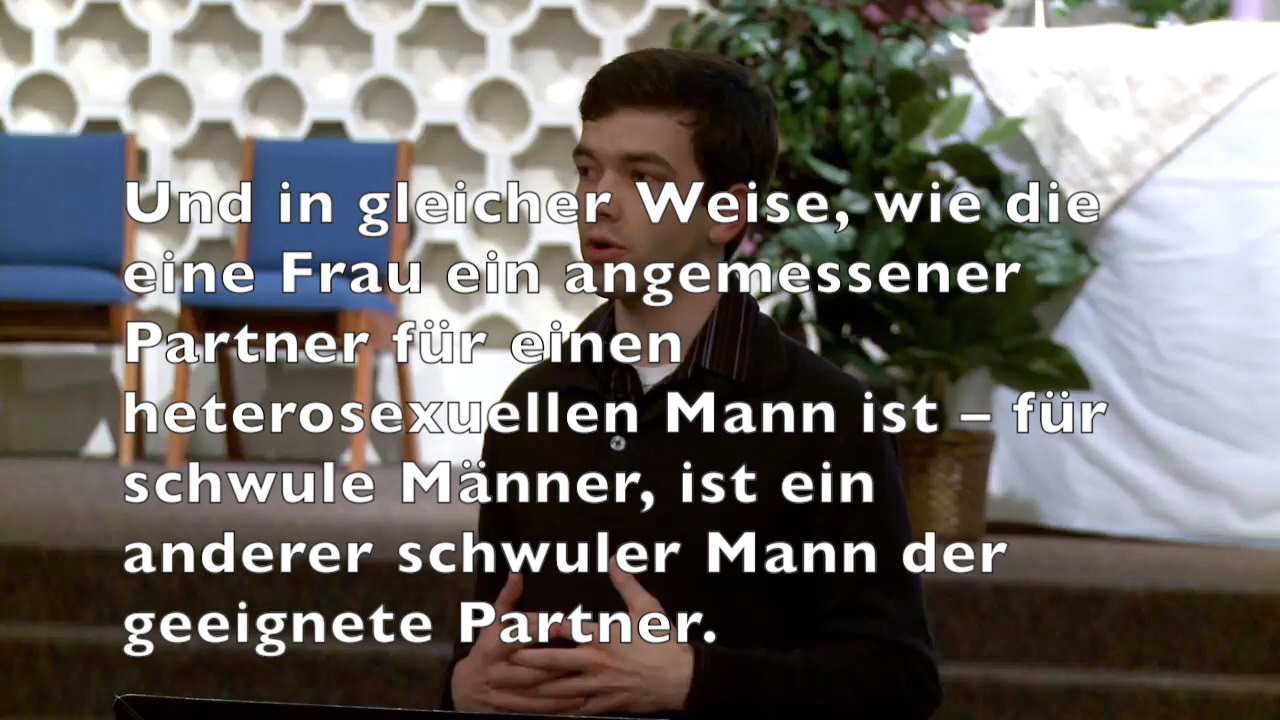 Und in gleicher Weise, wie die
eine Frau ein angemessener
Partner für einen
heterosexuellen Mann ist – für
schwule Männer, ist ein
anderer schwuler Mann der
geeignete Partner.